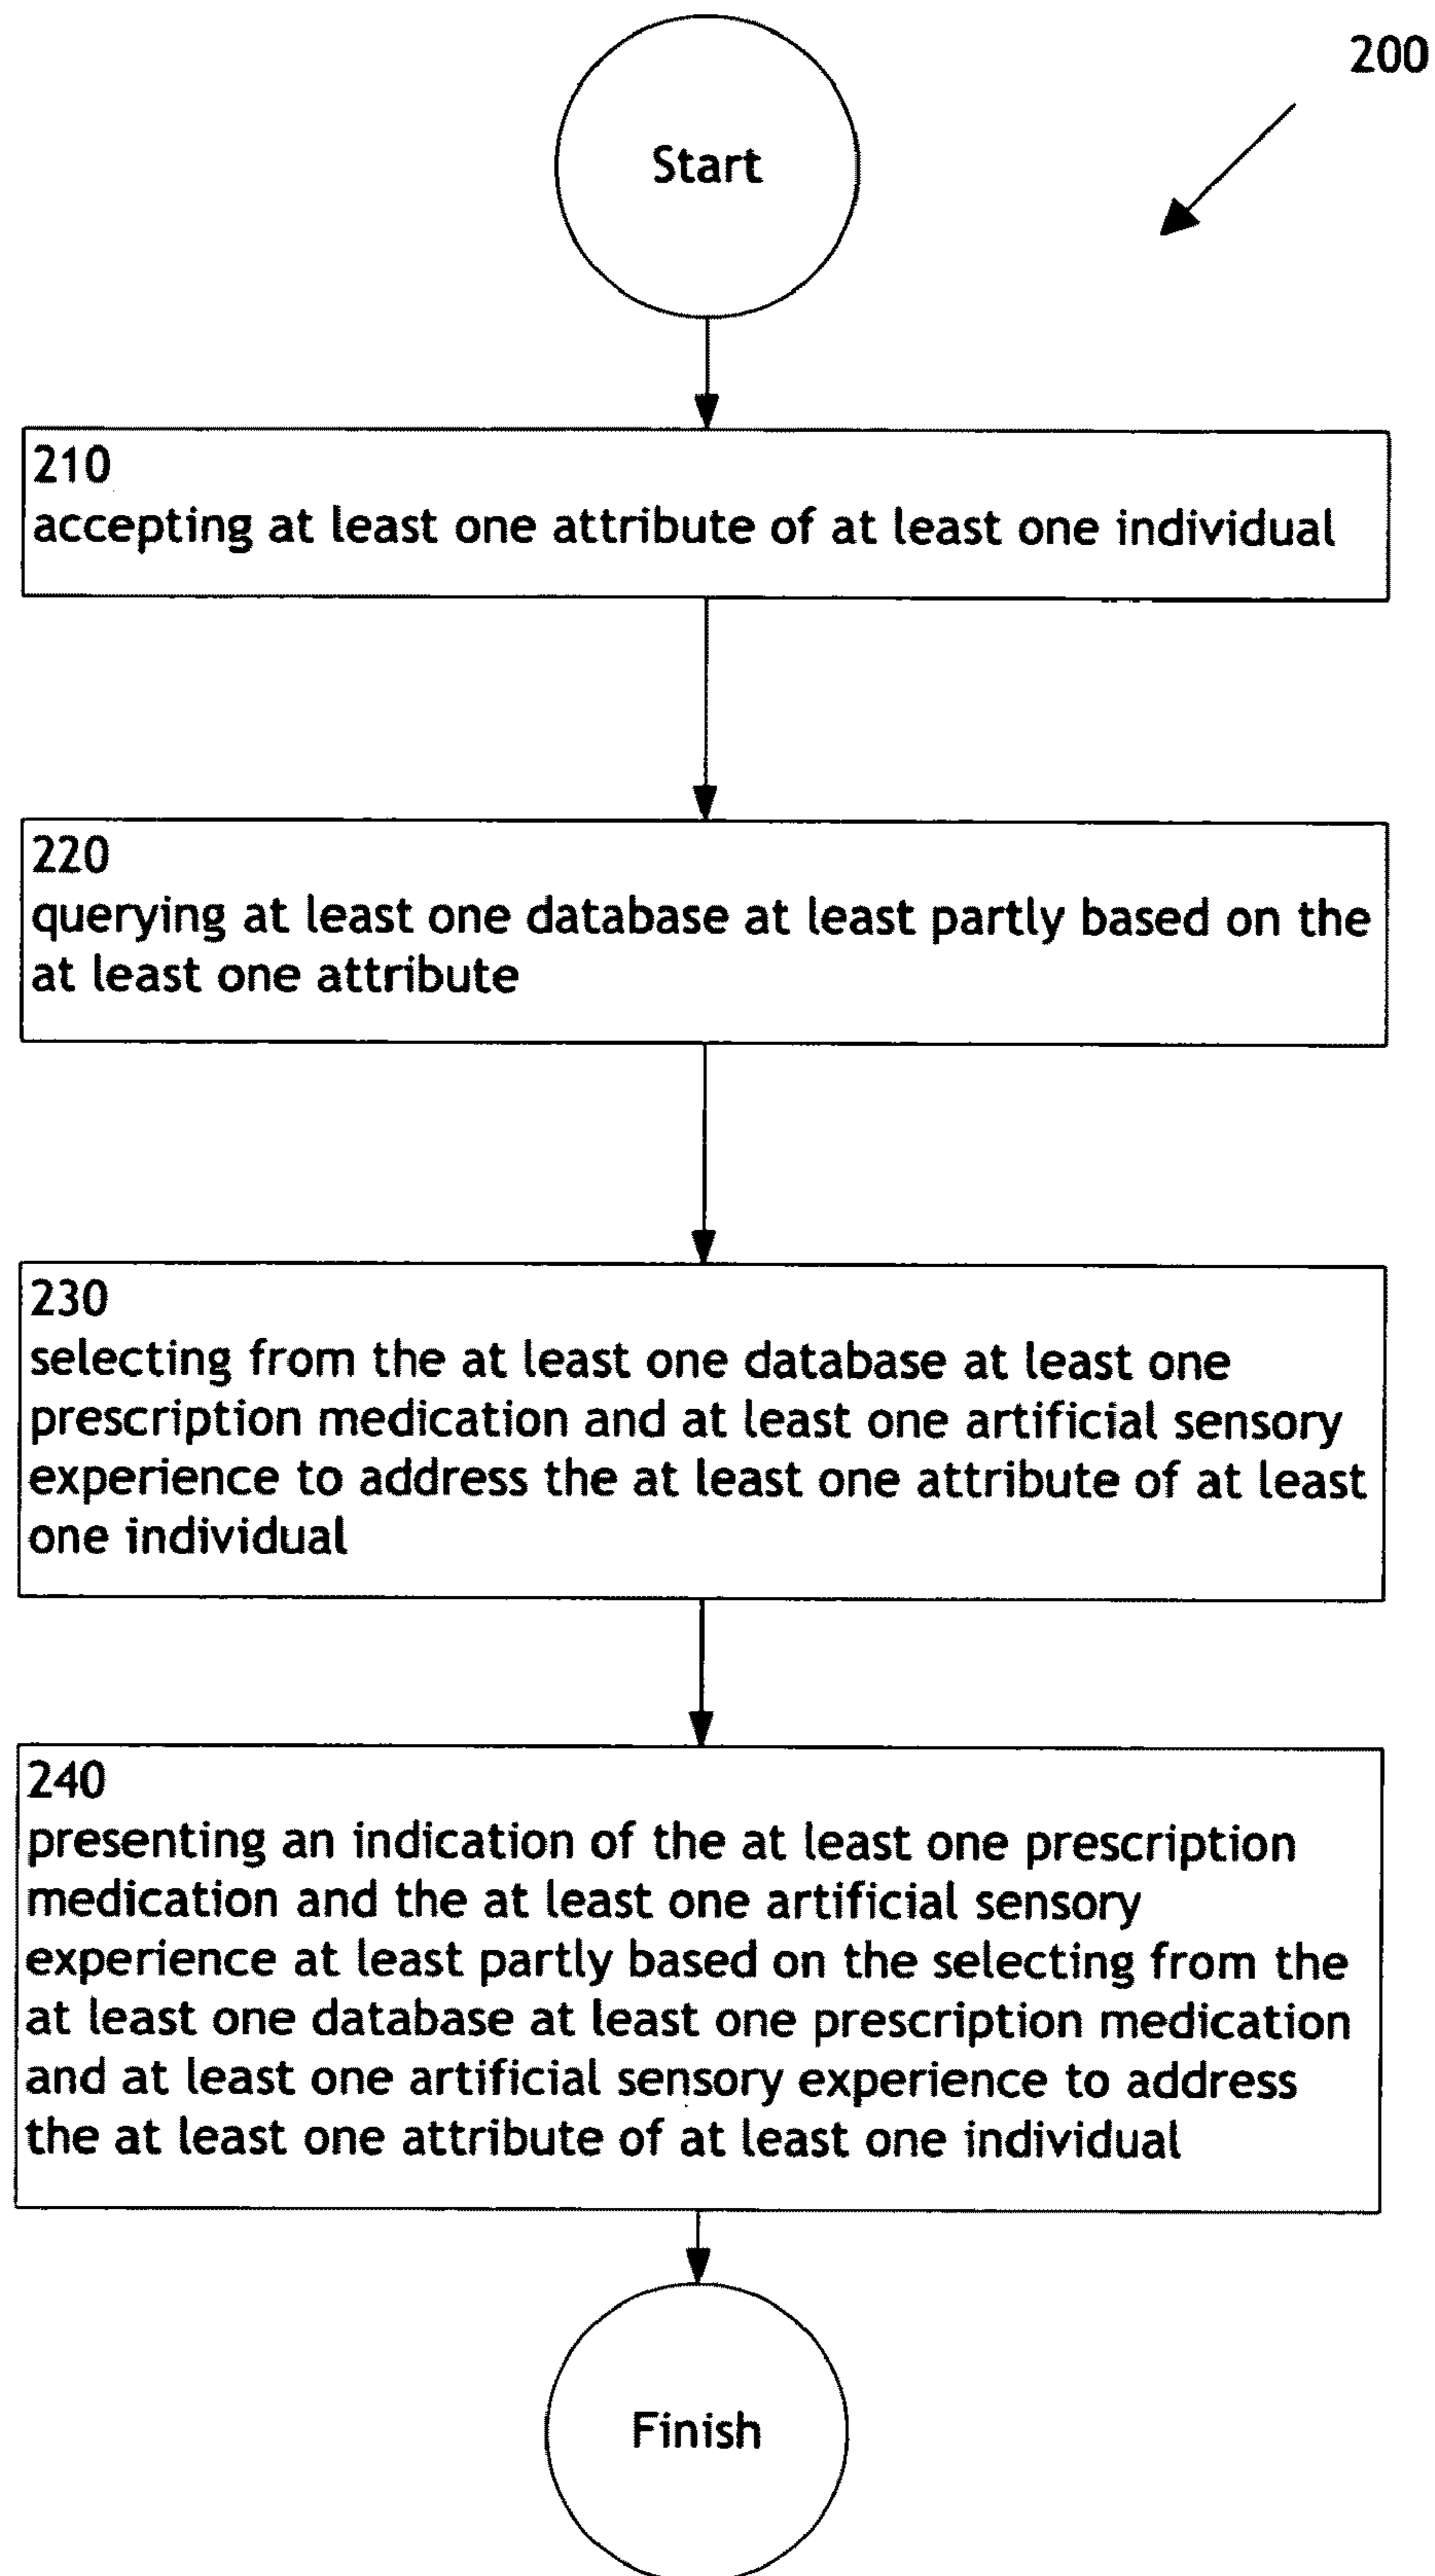 200
Start
210
accepting at least one attribute of at least one individual
220
querying at least one database at least partly based on the
at least one attribute
230
selecting from the at least one database at least one
prescription medication and at least one artificial sensory
experience to address the at least one attribute of at least
one individual
240
presenting an indication of the at least one prescription
medication and the at least one artificial sensory
experience at least partly based on the selecting from the
at least one database at least one prescription medication
and at least one artificial sensory experience to address
the at least one attribute of at least one individual
Finish